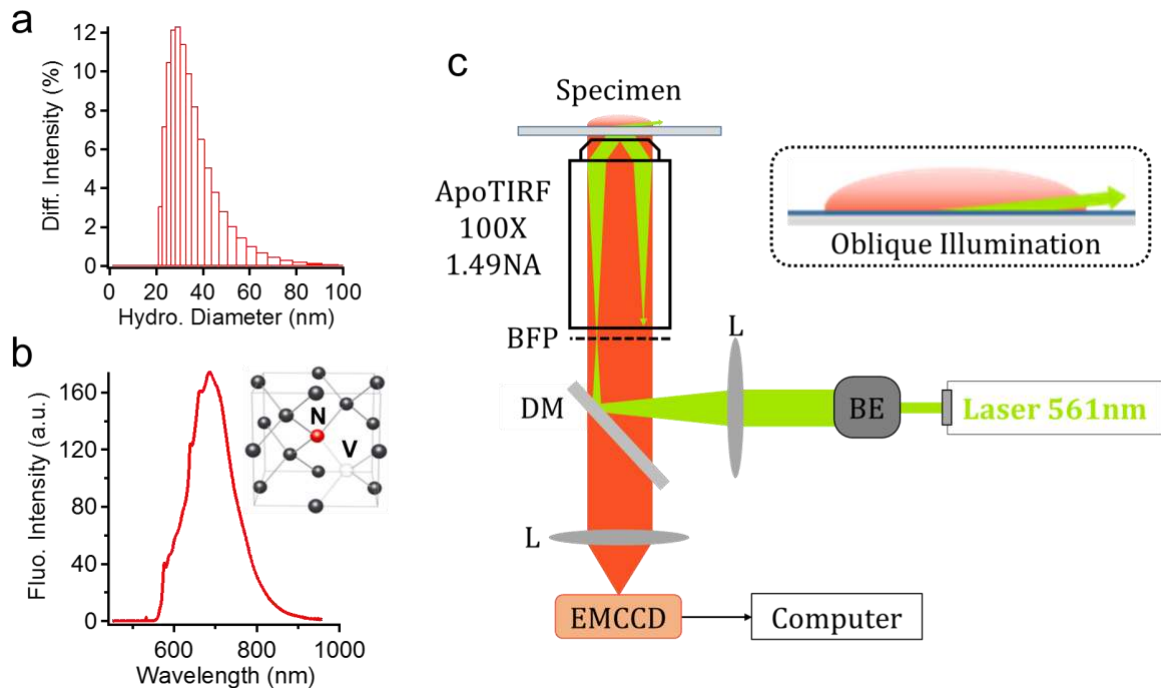 a
Diff. Intensity (%)
12
10
8
6
4
2
0
0
20
40
60
80
100
Hydro. Diameter (nm)
b
Fluo. Intensity (a.u.)
160
120
80
40
0
600
800
1000
Wavelength (nm)
N
V
c
Specimen
ApoTIRF
100X
1.49NA
BFP
DM
L
BE
Laser 561nm
L
EMCCD
Computer
Oblique Illumination